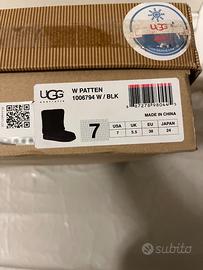 UGG
australia
W PATTEN
1006794 W / BLK
7
MADE IN CHINA
USA UK EU JAPAN
7 5.5 38 24
subito